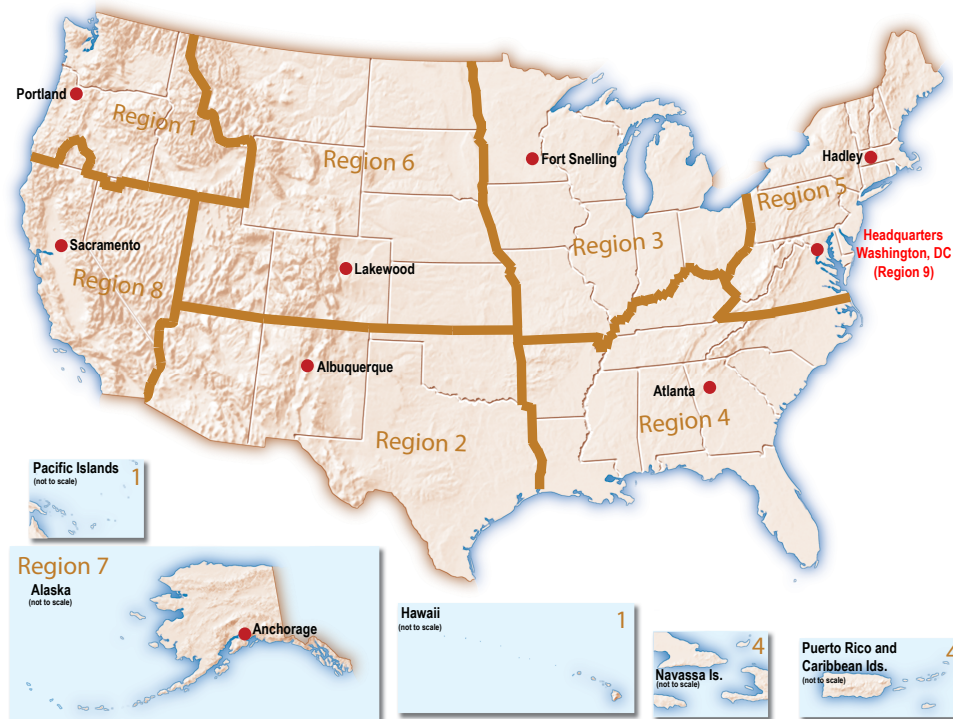 Portland
Region 1
Region 6
Fort Snelling
Hadley
Region 5
Sacramento
Region 8
Lakewood
Region 3
Headquarters
Washington, DC
(Region 9)
Albuquerque
Atlanta
Region 2
Region 4
Pacific Islands
(not to scale)
1
Region 7
Alaska
(not to scale)
Anchorage
Hawaii
(not to scale)
1
4
Navassa Is.
(not to scale)
Puerto Rico and
Caribbean Ids.
(not to scale)
4